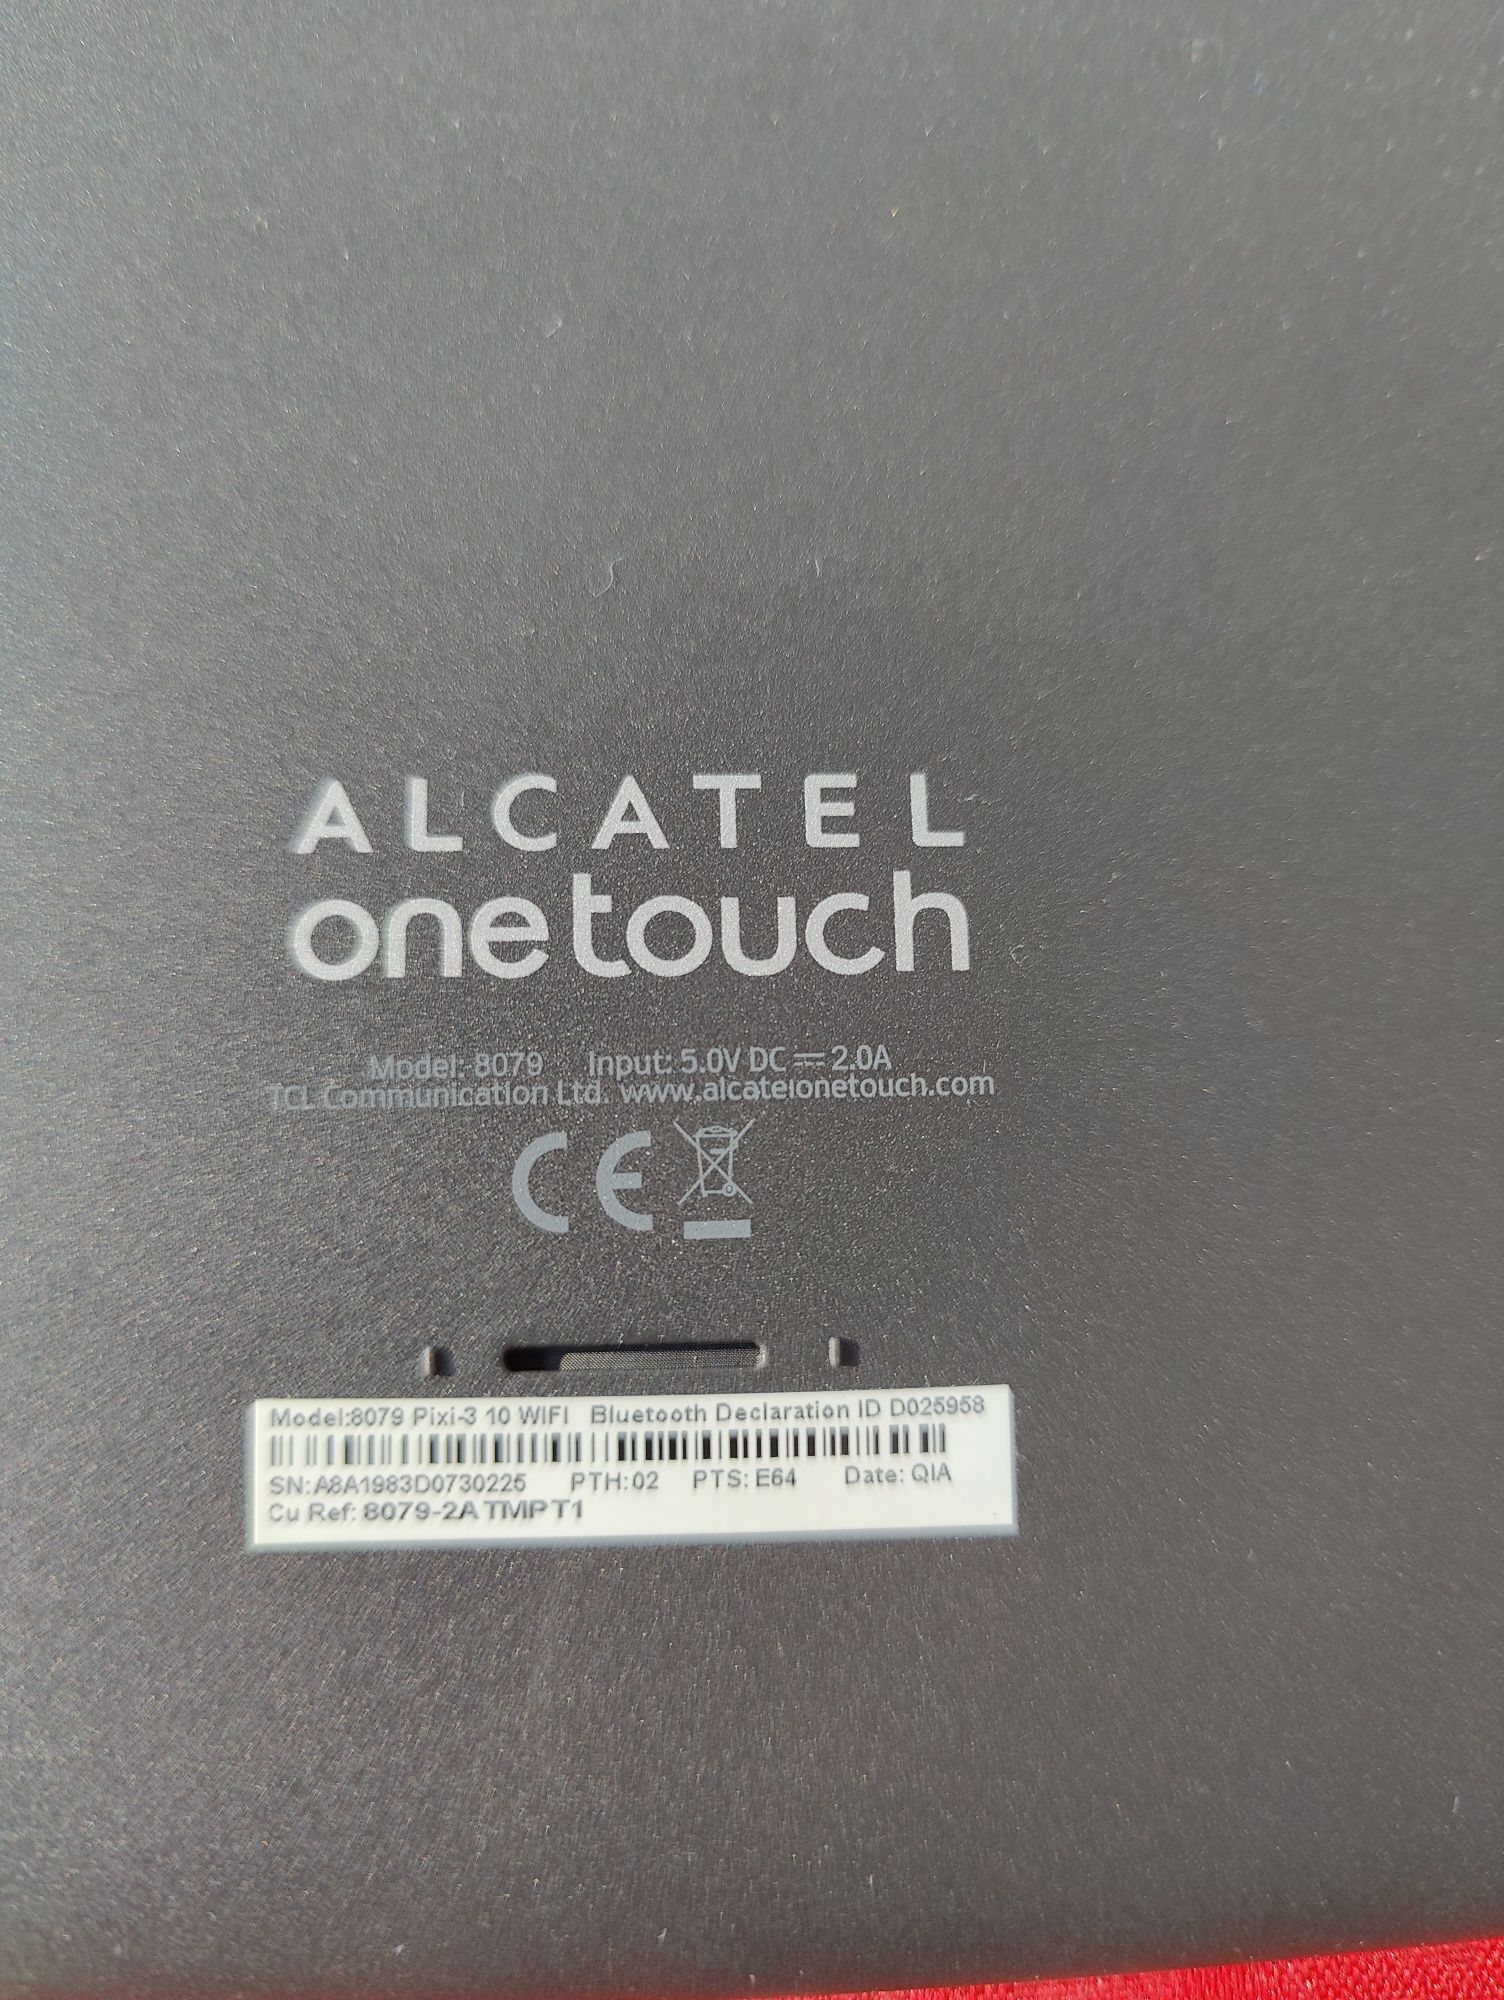 ALCATEL
onetouch
Model: 8079 Input: 5.0V DC ⎓ 2.0A
TCL Communication Ltd. www.alcatelonetouch.com
CE
Model:8079 Pixi-3 10 WIFI Bluetooth Declaration ID D025958
SN:A8A1983D0730225 PTH:02 PTS: E64 Date: QIA
Cu Ref: 8079-2ATMPT1